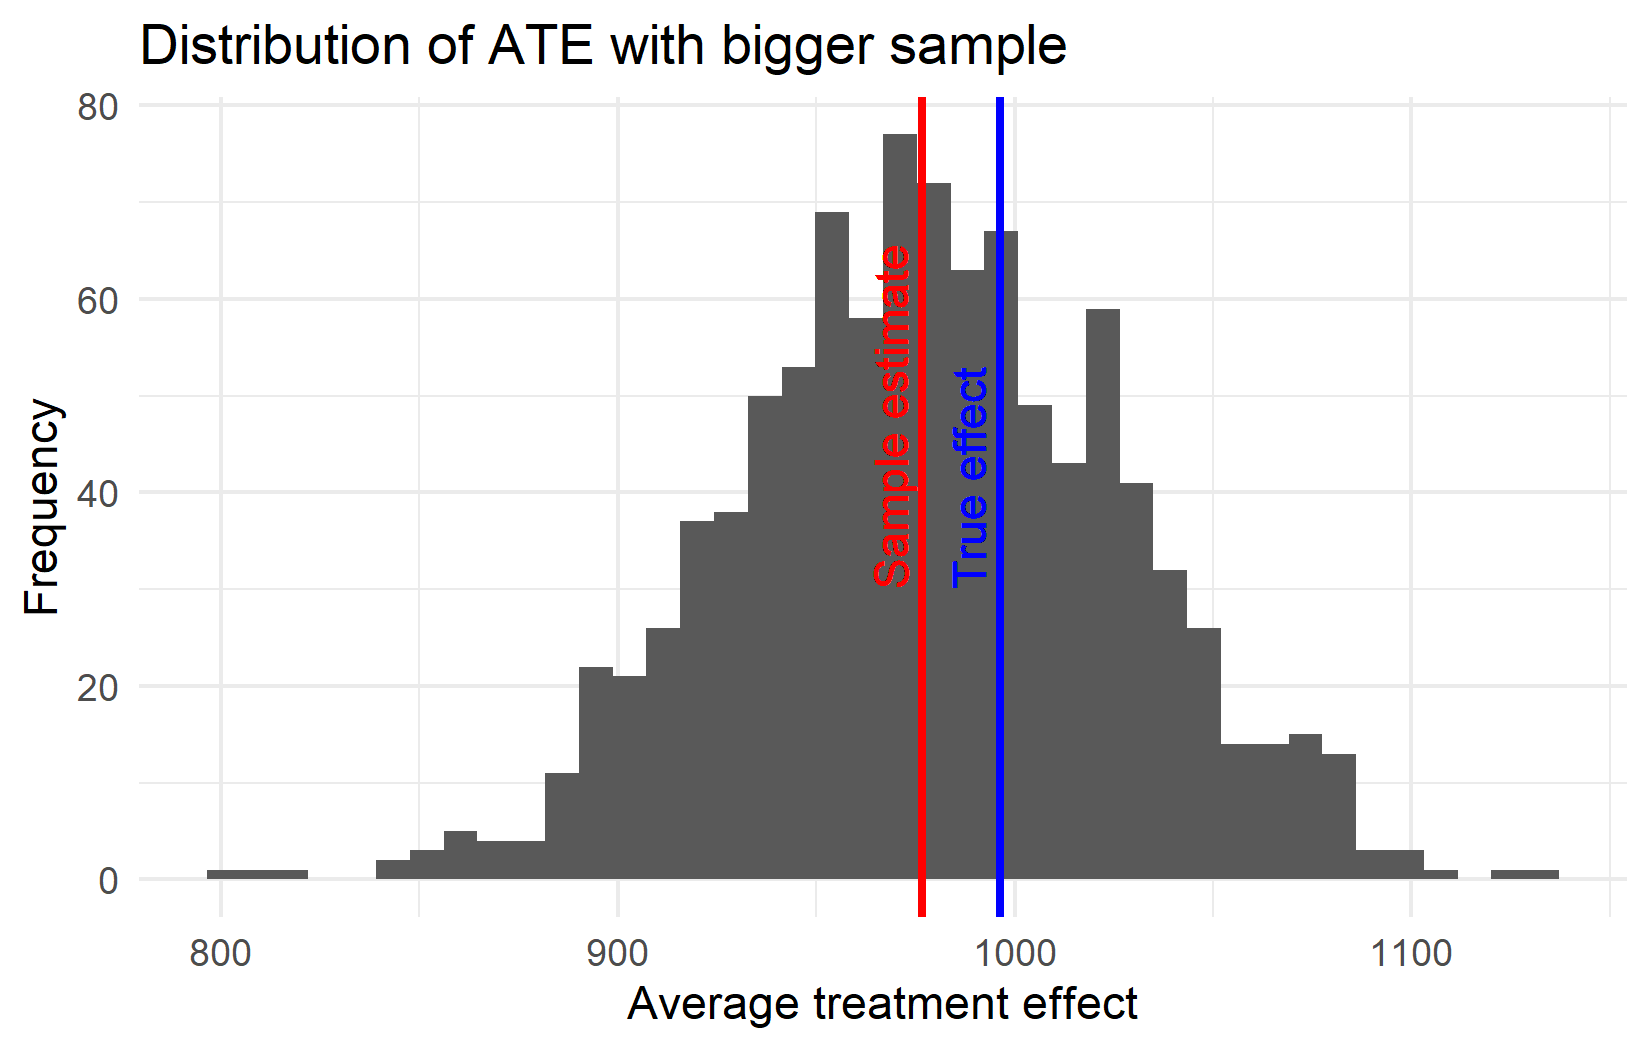 Distribution of ATE with bigger sample
80
60
40
20
0
Frequency
Sample estimate
True effect
800 900 1000 1100
Average treatment effect